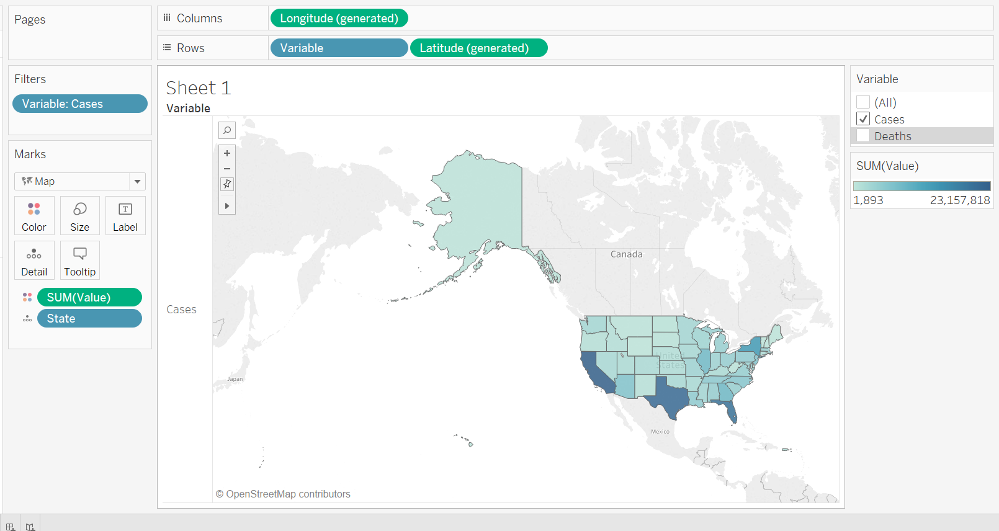 Pages
Columns
Longitude (generated)
Rows
Variable
Latitude (generated)
Filters
Variable: Cases
Marks
Map
Color
Size
T
Label
Detail
Tooltip
SUM(Value)
State
Sheet 1
Variable
Cases
Canada
United
States
Mexico
Japan
© OpenStreetMap contributors
Variable
(All)
Cases
Deaths
SUM(Value)
1,893 23,157,818